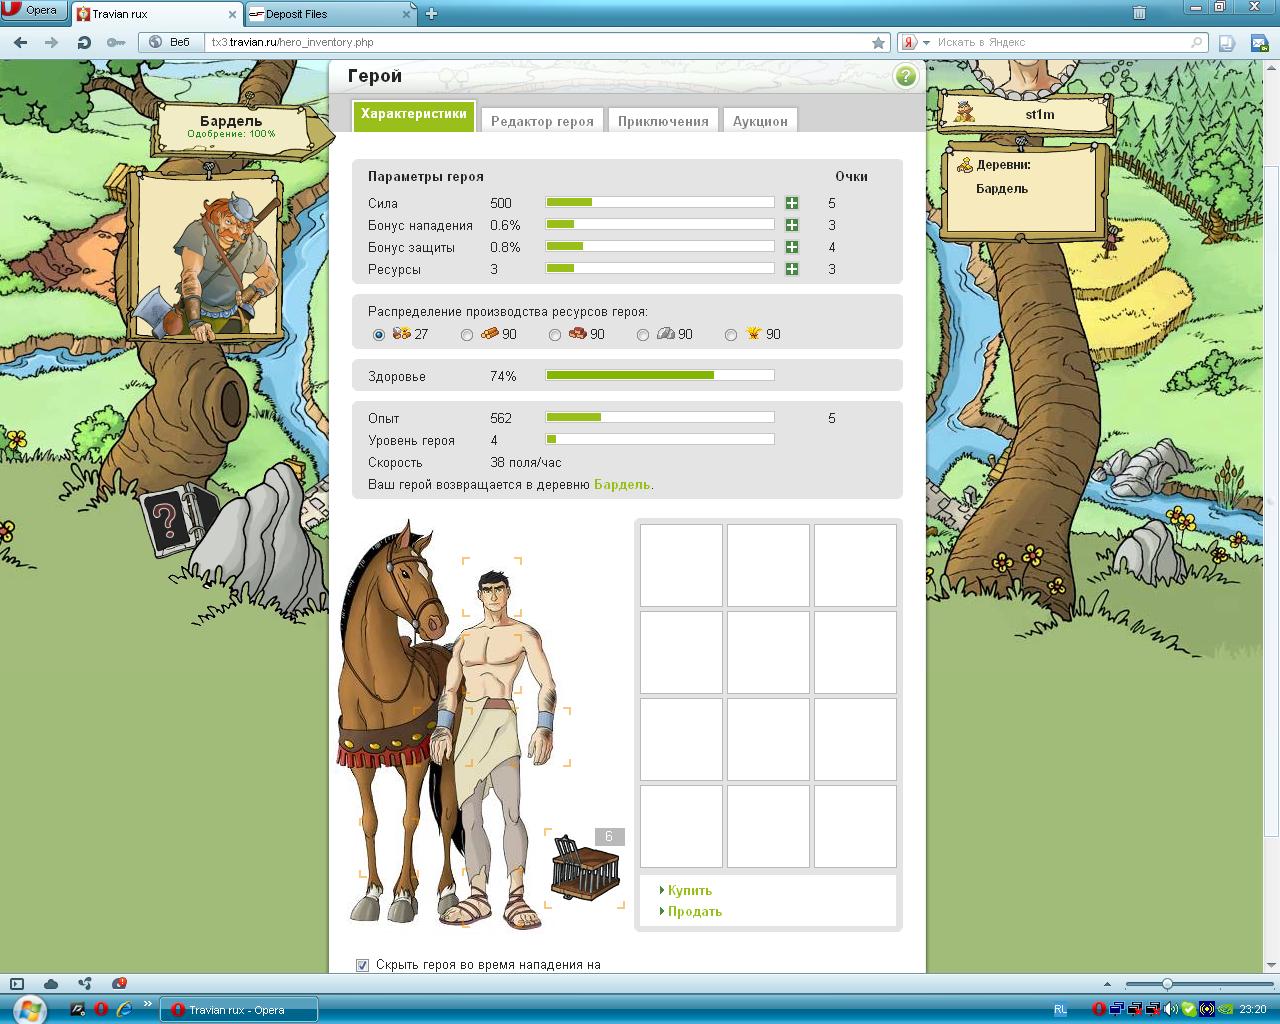 Opera
Travian rux
Deposit Files
Веб
tx3.travian.ru/hero_inventory.php
Я
Искать в Яндекс
Герой
?
Характеристики
Редактор героя
Приключения
Аукцион
Бардель
Одобрение: 100%
st1m
Деревни:
Бардель
Параметры героя
Очки
Сила 500 5
Бонус нападения 0.6% 3
Бонус защиты 0.8% 4
Ресурсы 3 3
Распределение производства ресурсов героя:
27 90 90 90 90
Здоровье 74%
Опыт 562 5
Уровень героя 4
Скорость 38 поля/час
Ваш герой возвращается в деревню Бардель.
?
6
Купить
Продать
Скрыть героя во время нападения на
Travian rux - Opera
RL
23:20